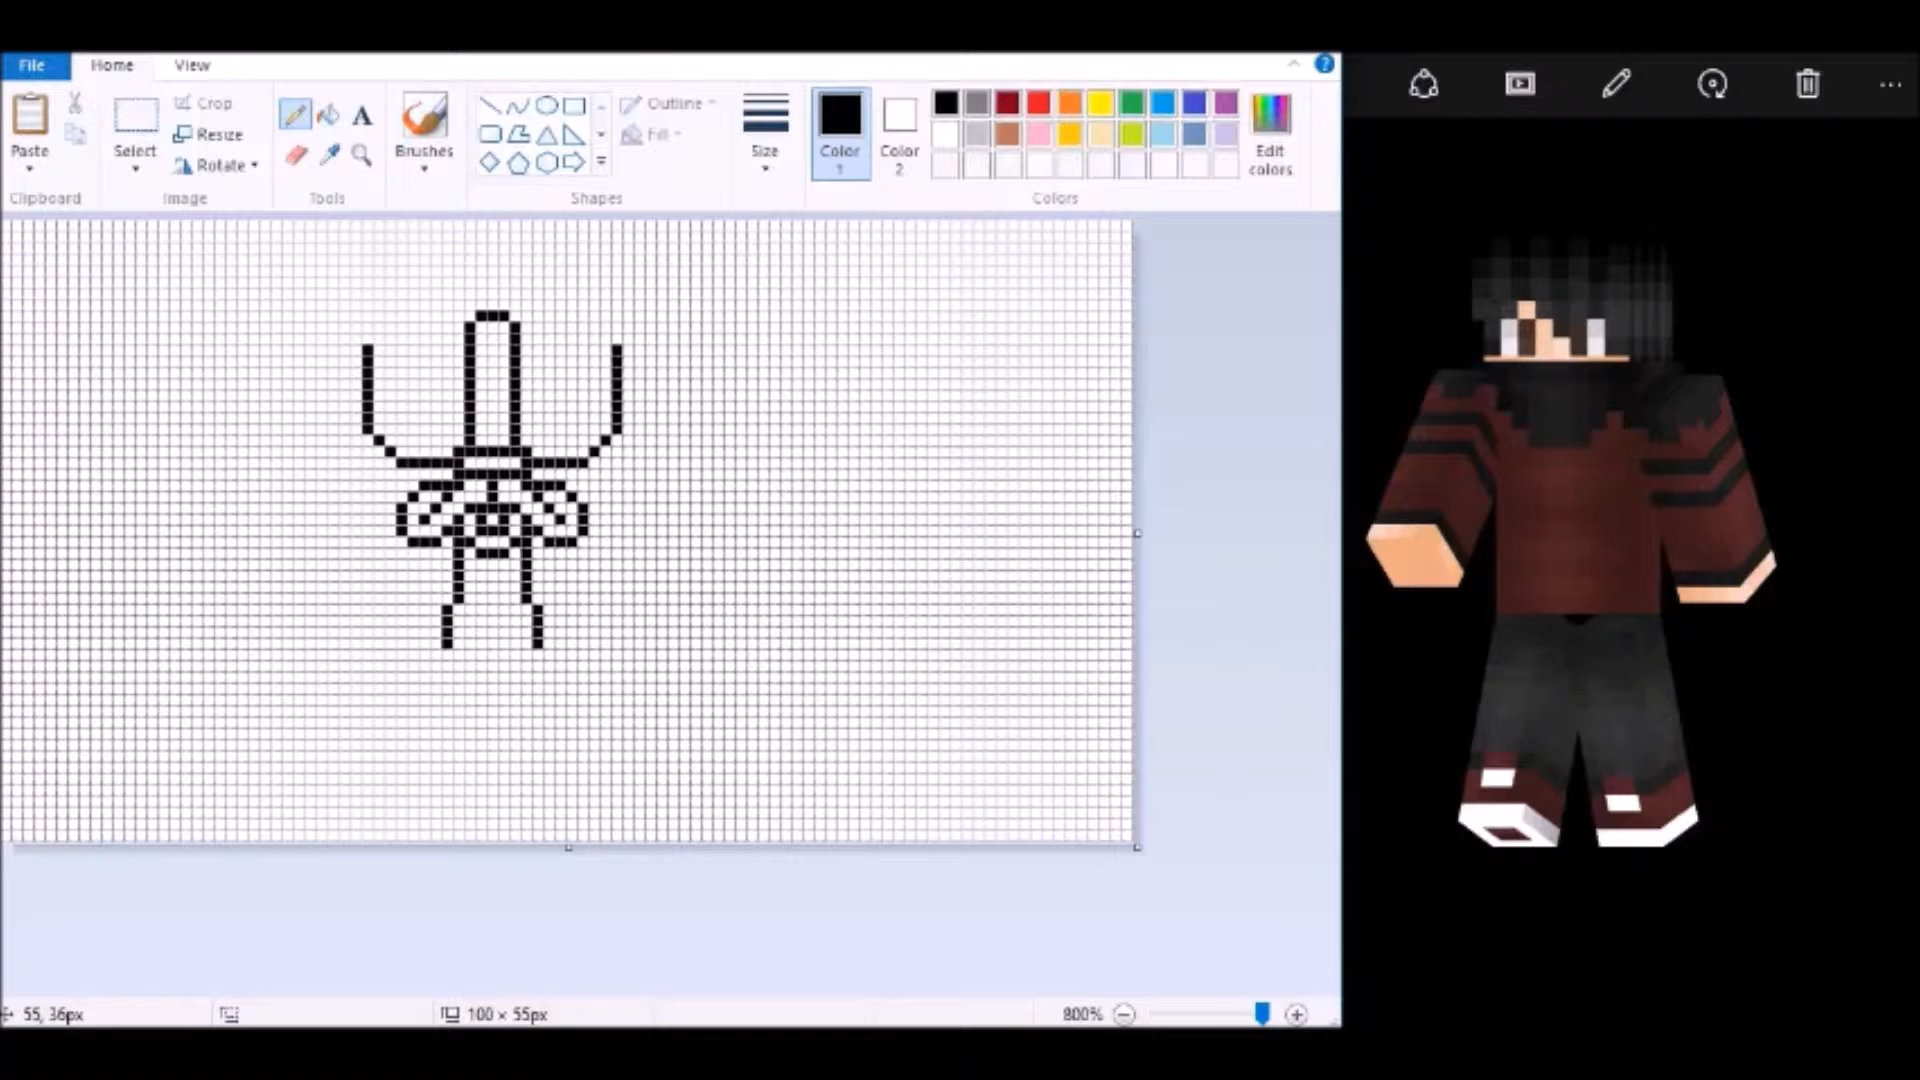 File Home View
Paste
Select
Crop
Resize
Rotate
A
Brushes
Outline
Fill
Size
Color 1
Color 2
Edit colors
Clipboard Image Tools Shapes Colors
55, 36px 100 × 55px 800%